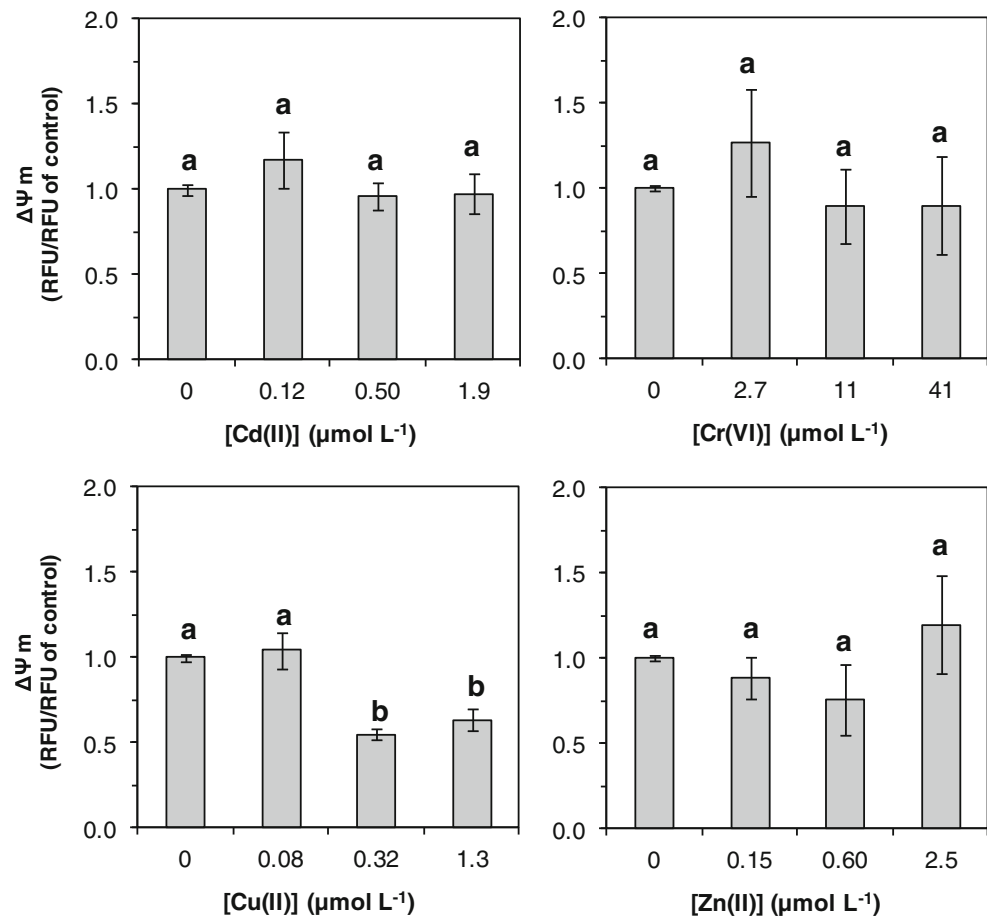 ΔΨ m
(RFU/RFU of control)
2.0
1.5
1.0
0.5
0.0
a
a
a
a
0
0.12
0.50
1.9
[Cd(II)] (µmol L-1)
2.0
1.5
1.0
0.5
0.0
a
a
a
a
0
2.7
11
41
[Cr(VI)] (µmol L-1)
ΔΨ m
(RFU/RFU of control)
2.0
1.5
1.0
0.5
0.0
a
a
b
b
0
0.08
0.32
1.3
[Cu(II)] (µmol L-1)
2.0
1.5
1.0
0.5
0.0
a
a
a
a
0
0.15
0.60
2.5
[Zn(II)] (µmol L-1)